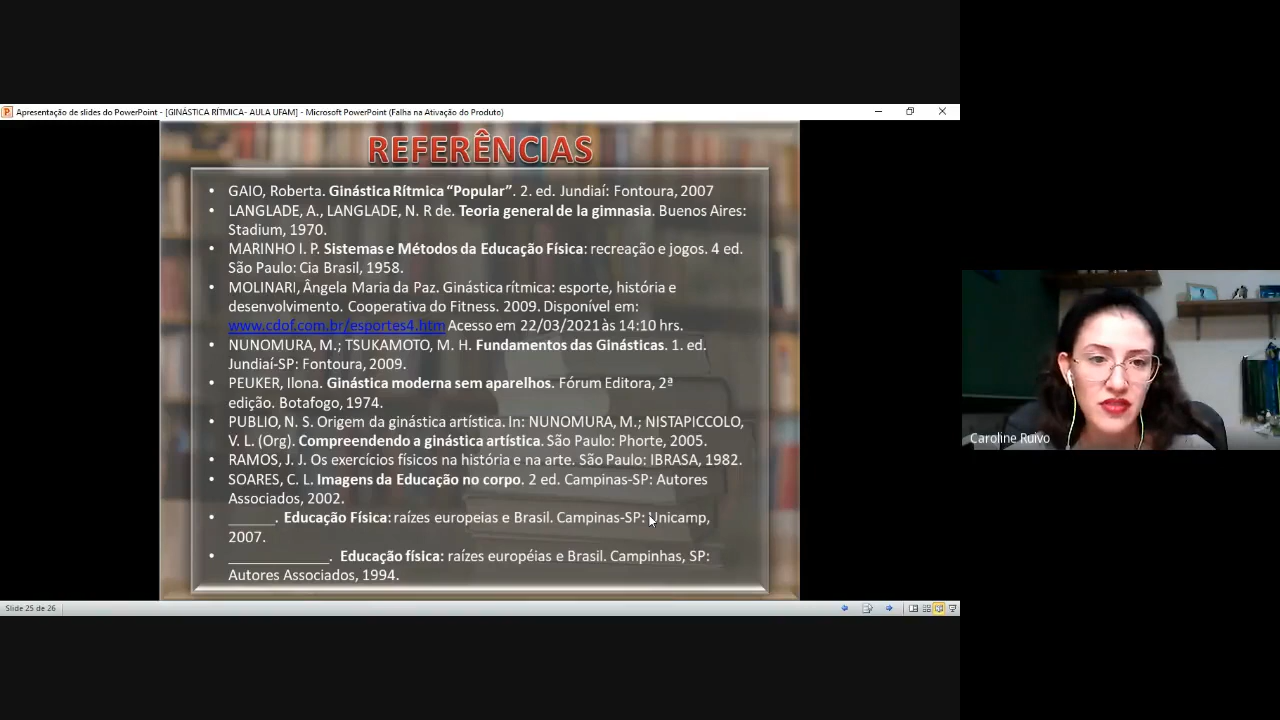 Apresentação de slides do PowerPoint - [GINÁSTICA RÍTMICA- AULA UFAM] - Microsoft PowerPoint (Falha na Ativação do Produto)
REFERÊNCIAS
• GAIO, Roberta. Ginástica Rítmica “Popular”. 2. ed. Jundiaí: Fontoura, 2007
• LANGLADE, A., LANGLADE, N. R de. Teoria general de la gimnasia. Buenos Aires:
Stadium, 1970.
• MARINHO I. P. Sistemas e Métodos da Educação Física: recreação e jogos. 4 ed.
São Paulo: Cia Brasil, 1958.
• MOLINARI, Ângela Maria da Paz. Ginástica rítmica: esporte, história e
desenvolvimento. Cooperativa do Fitness. 2009. Disponível em:
www.cdof.com.br/esportes4.htm Acesso em 22/03/2021 às 14:10 hrs.
• NUNOMURA, M.; TSUKAMOTO, M. H. Fundamentos das Ginásticas. 1. ed.
Jundiaí-SP: Fontoura, 2009.
• PEUKER, Ilona. Ginástica moderna sem aparelhos. Fórum Editora, 2ª
edição. Botafogo, 1974.
• PUBLIO, N. S. Origem da ginástica artística. In: NUNOMURA, M.; NISTAPICCOLO,
V. L. (Org). Compreendendo a ginástica artística. São Paulo: Phorte, 2005.
• RAMOS, J. J. Os exercícios físicos na história e na arte. São Paulo: IBRASA, 1982.
• SOARES, C. L. Imagens da Educação no corpo. 2 ed. Campinas-SP: Autores
Associados, 2002.
• ______. Educação Física: raízes europeias e Brasil. Campinas-SP: Unicamp,
2007.
• _____________. Educação física: raízes européias e Brasil. Campinhas, SP:
Autores Associados, 1994.
Slide 25 de 26
Caroline Ruivo